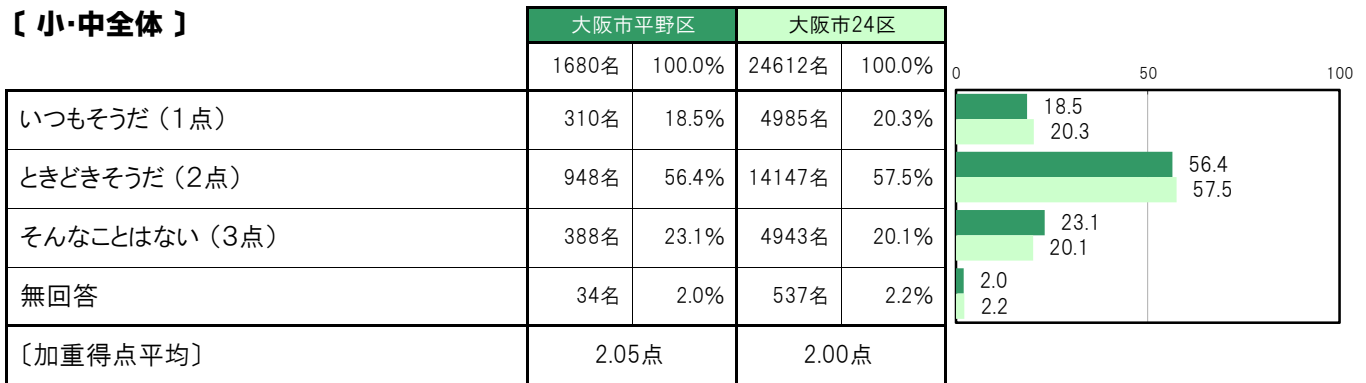 〔 小・中全体 〕
大阪市平野区 大阪市24区
1680名 100.0% 24612名 100.0%
0 50 100
いつもそうだ（1点） 310名 18.5% 4985名 20.3%
18.5
20.3
ときどきそうだ（2点） 948名 56.4% 14147名 57.5%
56.4
57.5
そんなことはない（3点） 388名 23.1% 4943名 20.1%
23.1
20.1
無回答 34名 2.0% 537名 2.2%
2.0
2.2
〔加重得点平均〕 2.05点 2.00点